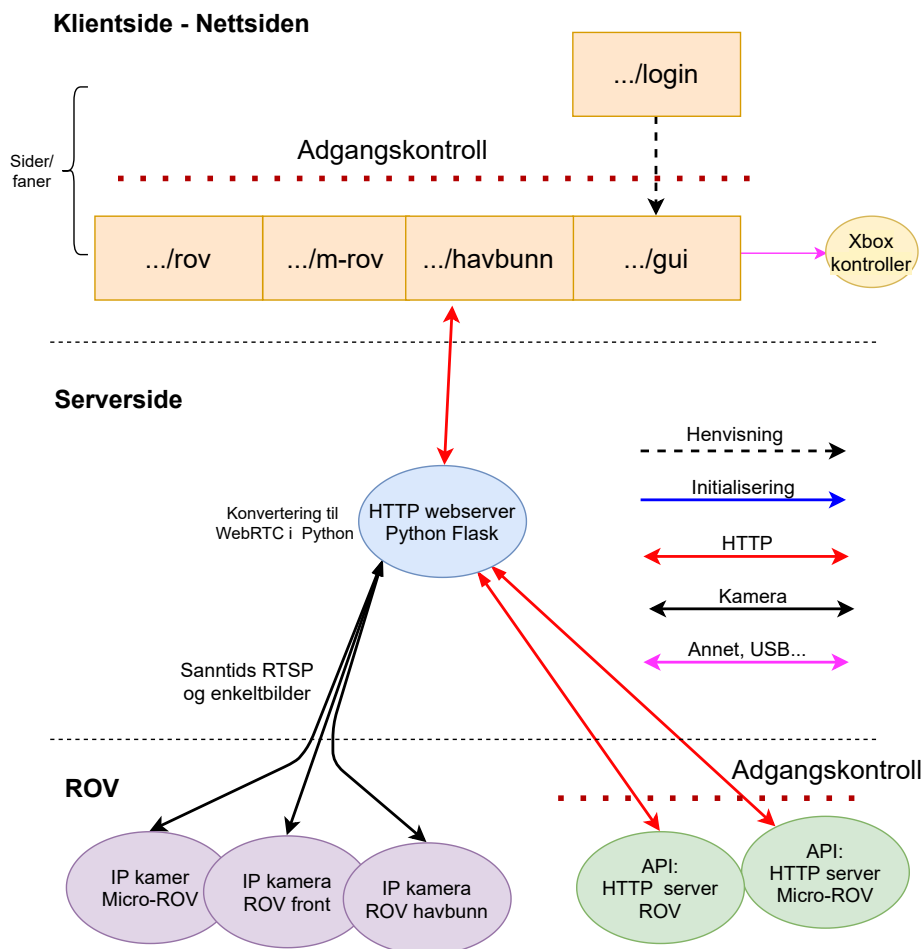 Klientside - Nettsiden
.../login
Sider/
faner
Adgangskontroll
.../rov
.../m-rov
.../havbunn
.../gui
Xbox
kontroller
Serverside
Henvisning
Initialisering
HTTP
Kamera
Annet, USB...
Konvertering til
WebRTC i Python
HTTP webserver
Python Flask
Sanntids RTSP
og enkeltbilder
ROV
Adgangskontroll
IP kamer
Micro-ROV
IP kamera
ROV front
IP kamera
ROV havbunn
API:
HTTP server
ROV
API:
HTTP server
Micro-ROV